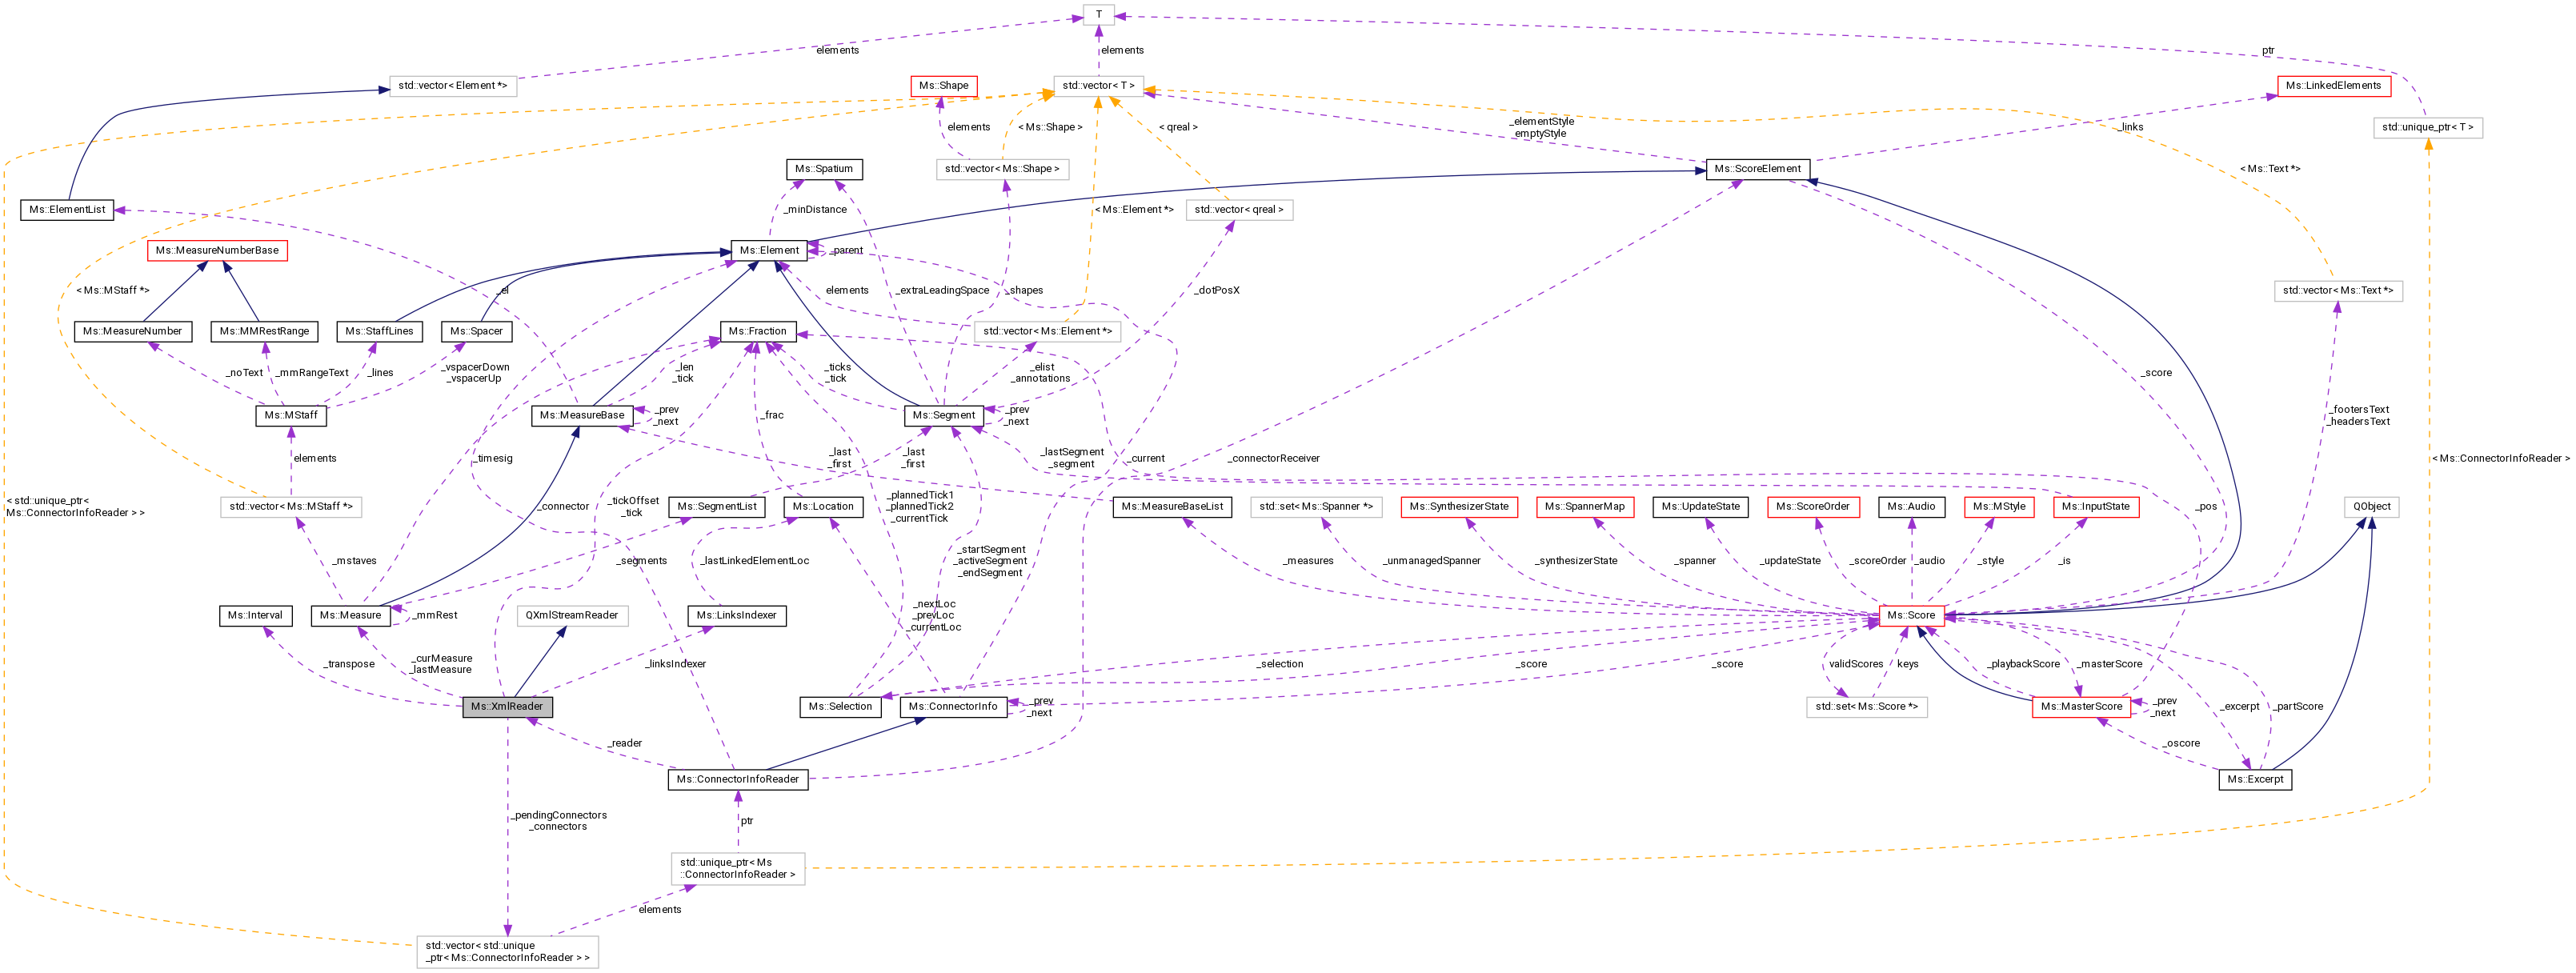 T
elements
elements
ptr
std::vector< Element *>
Ms::Shape
std::vector< T >
Ms::LinkedElements
elements
< Ms::Shape >
< qreal >
_elementStyle
_emptyStyle
_links
std::unique_ptr< T >
Ms::Spatium
std::vector< Ms::Shape >
Ms::ScoreElement
< Ms::Text *>
Ms::ElementList
_minDistance
< Ms::Element *>
std::vector< qreal >
Ms::MeasureNumberBase
Ms::Element
_parent
< Ms::MStaff *>
_el
elements
_extraLeadingSpace
_shapes
_dotPosX
std::vector< Ms::Text *>
Ms::MeasureNumber
Ms::MMRestRange
Ms::StaffLines
Ms::Spacer
Ms::Fraction
std::vector< Ms::Element *>
_noText
_mmRangeText
_lines
_vspacerDown
_vspacerUp
_len
_tick
_ticks
_tick
_elist
_annotations
_score
Ms::MStaff
Ms::MeasureBase
_prev
_next
_frac
Ms::Segment
_prev
_next
_footersText
_headersText
elements
_timesig
_last
_first
_last
_first
_lastSegment
_segment
_current
_connectorReceiver
< Ms::ConnectorInfoReader >
< std::unique_ptr<
Ms::ConnectorInfoReader > >
std::vector< Ms::MStaff *>
_connector
_tickOffset
_tick
Ms::SegmentList
Ms::Location
_plannedTick1
_plannedTick2
_currentTick
Ms::MeasureBaseList
std::set< Ms::Spanner *>
Ms::SynthesizerState
Ms::SpannerMap
Ms::UpdateState
Ms::ScoreOrder
Ms::Audio
Ms::MStyle
Ms::InputState
_pos
QObject
_mstaves
_segments
_lastLinkedElementLoc
_startSegment
_activeSegment
_endSegment
_measures
_unmanagedSpanner
_synthesizerState
_spanner
_updateState
_scoreOrder
_audio
_style
_is
Ms::Interval
Ms::Measure
_mmRest
QXmlStreamReader
Ms::LinksIndexer
_nextLoc
_prevLoc
_currentLoc
Ms::Score
_transpose
_curMeasure
_lastMeasure
_linksIndexer
_selection
_score
_score
validScores
keys
_playbackScore
_masterScore
Ms::XmlReader
Ms::Selection
Ms::ConnectorInfo
_prev
_next
std::set< Ms::Score *>
Ms::MasterScore
_prev
_next
_excerpt
_partScore
_reader
_oscore
Ms::ConnectorInfoReader
Ms::Excerpt
_pendingConnectors
_connectors
ptr
std::unique_ptr< Ms
::ConnectorInfoReader >
elements
std::vector< std::unique
_ptr< Ms::ConnectorInfoReader > >